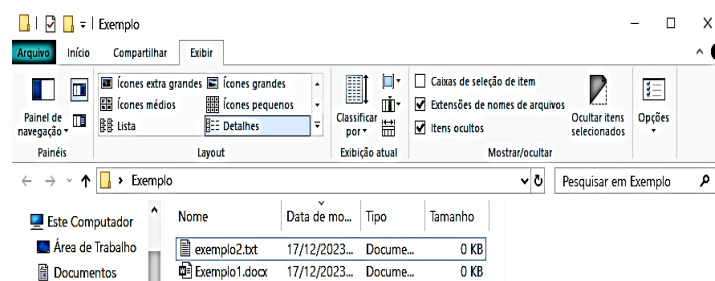 Exemplo
Arquivo Início Compartilhar Exibir
Ícones extra grandes Ícones grandes Caixas de seleção de item
Ícones médios Ícones pequenos Extensões de nomes de arquivos
Lista Detalhes Itens ocultos
Painel de navegação
Classificar por
Ocultar itens selecionados
Opções
Painéis Layout Exibição atual Mostrar/ocultar
Exemplo Pesquisar em Exemplo
Este Computador Nome Data de mo... Tipo Tamanho
Área de Trabalho exemplo2.txt 17/12/2023... Docume... 0 KB
Documentos Exemplo1.docx 17/12/2023... Docume... 0 KB